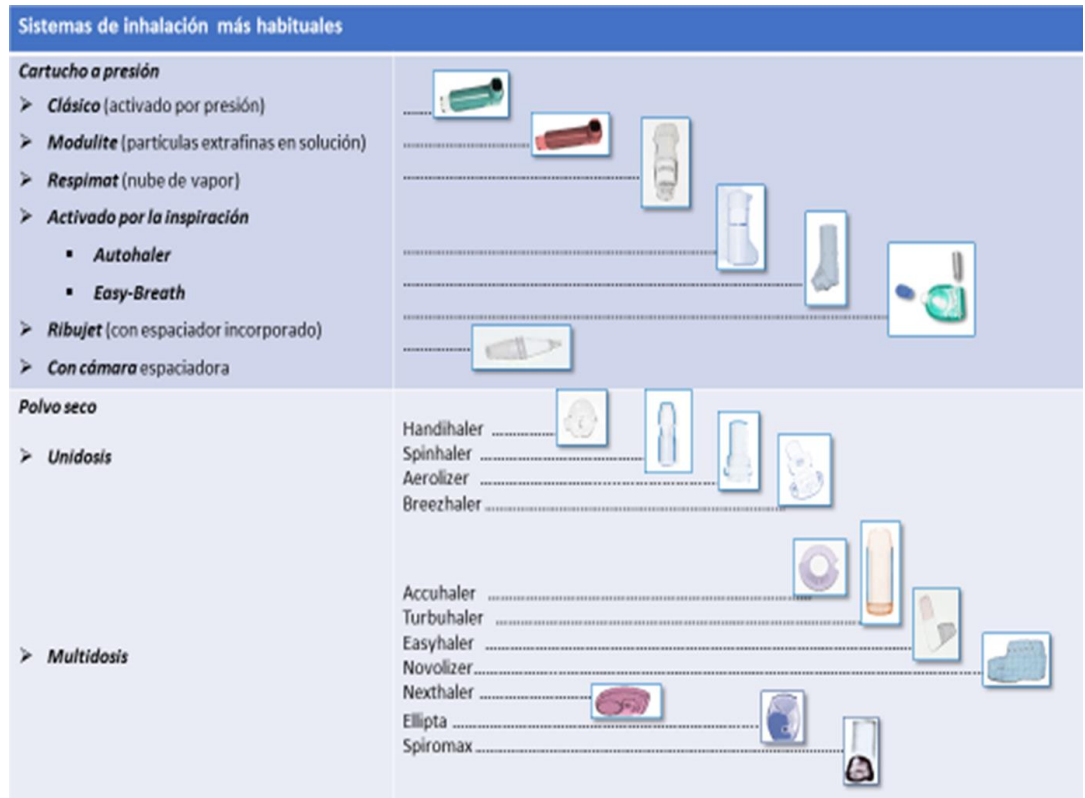 Sistemas de inhalación más habituales
Cartucho a presión
➢ Clásico (activado por presión)
➢ Modulite (partículas extrafinas en solución)
➢ Respimat (nube de vapor)
➢ Activado por la inspiración
▪ Autohaler
▪ Easy-Breath
➢ Ribujet (con espaciador incorporado)
➢ Con cámara espaciadora
Polvo seco
➢ Unidosis
Handihaler
Spinhaler
Aerolizer
Breezhaler
➢ Multidosis
Accuhaler
Turbuhaler
Easyhaler
Novolizer
Nexthaler
Ellipta
Spiromax